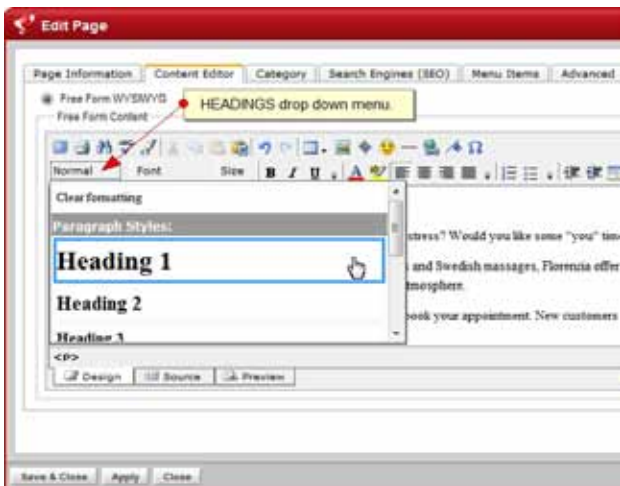 Edit Page
Page Information Content Editor Category Search Engines (SEO) Menu Items Advanced
Free Form WYSIWYG
HEADINGS drop down menu.
Free Form Content
Normal Font Size B I U
Clear formatting
Paragraph Styles:
stress? Would you like some "you" time
Heading 1
and Swedish massages, Florenzia offer
tmosphere.
Heading 2
book your appointment. New customers
Heading 3
<P>
Design Source Preview
Save & Close Apply Close